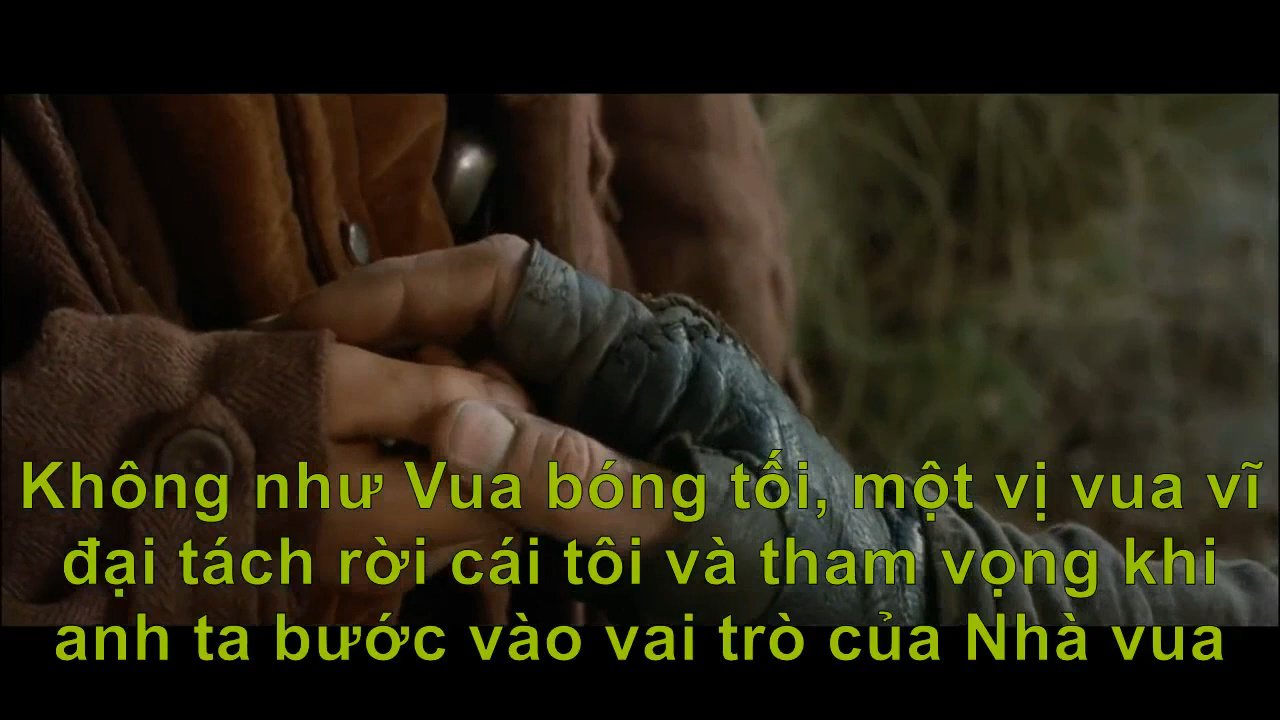 Không như Vua bóng tối, một vị vua vĩ
đại tách rời cái tôi và tham vọng khi
anh ta bước vào vai trò của Nhà vua